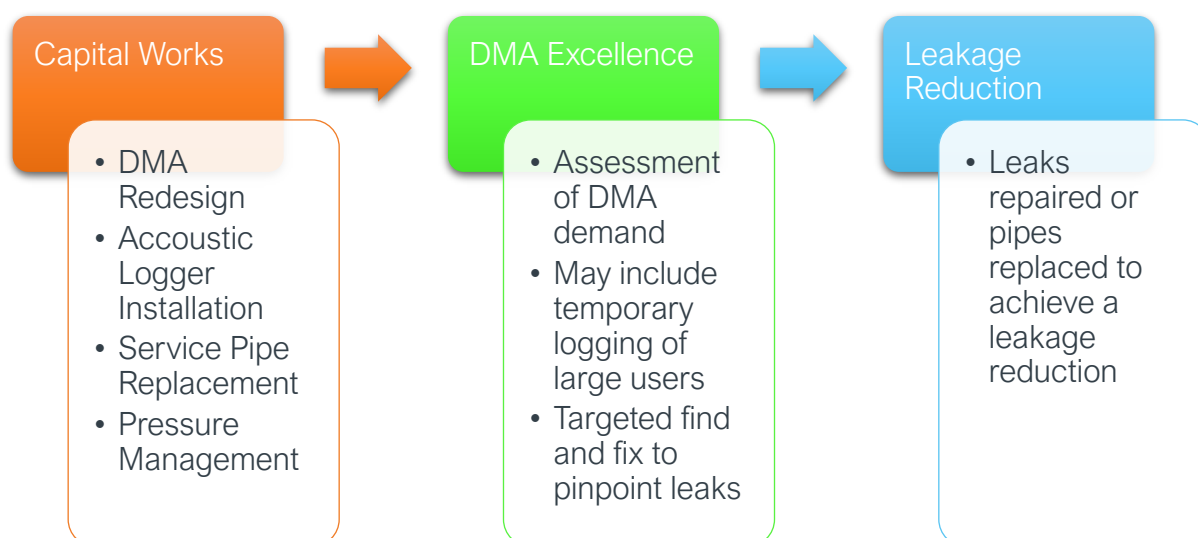 Capital Works
• DMA
Redesign
• Accoustic
Logger
Installation
• Service Pipe
Replacement
• Pressure
Management
DMA Excellence
• Assessment
of DMA
demand
• May include
temporary
logging of
large users
• Targeted find
and fix to
pinpoint leaks
Leakage
Reduction
• Leaks
repaired or
pipes
replaced to
achieve a
leakage
reduction